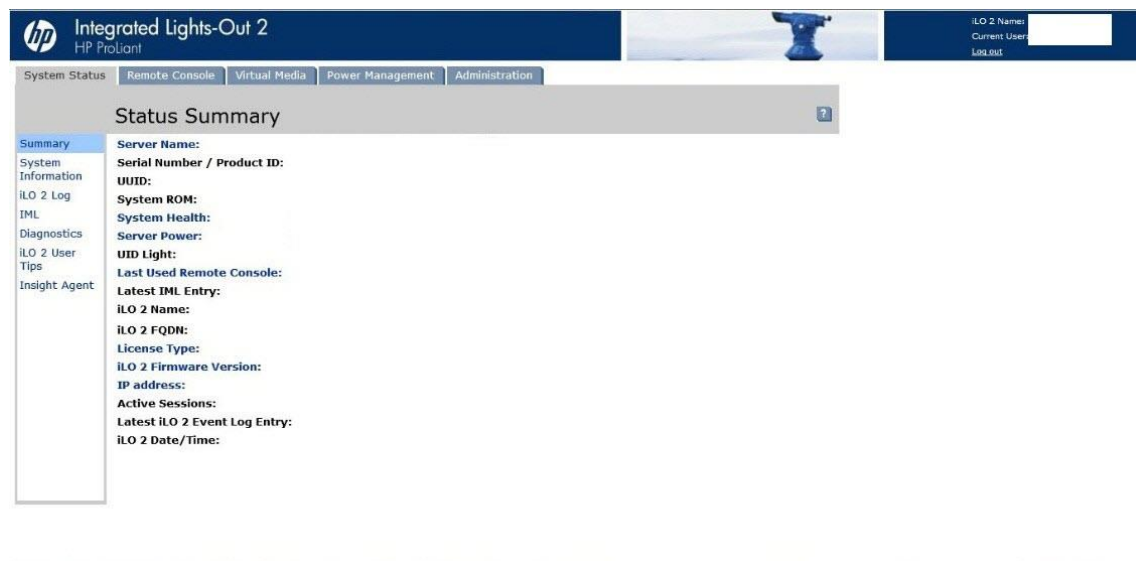 hp
Integrated Lights-Out 2
HP ProLiant
iLO 2 Name:
Current User:
Log out
System Status
Remote Console
Virtual Media
Power Management
Administration
Status Summary
?
Summary
System
Information
iLO 2 Log
IML
Diagnostics
iLO 2 User
Tips
Insight Agent
Server Name:
Serial Number / Product ID:
UUID:
System ROM:
System Health:
Server Power:
UID Light:
Last Used Remote Console:
Latest IML Entry:
iLO 2 Name:
iLO 2 FQDN:
License Type:
iLO 2 Firmware Version:
IP address:
Active Sessions:
Latest iLO 2 Event Log Entry:
iLO 2 Date/Time: